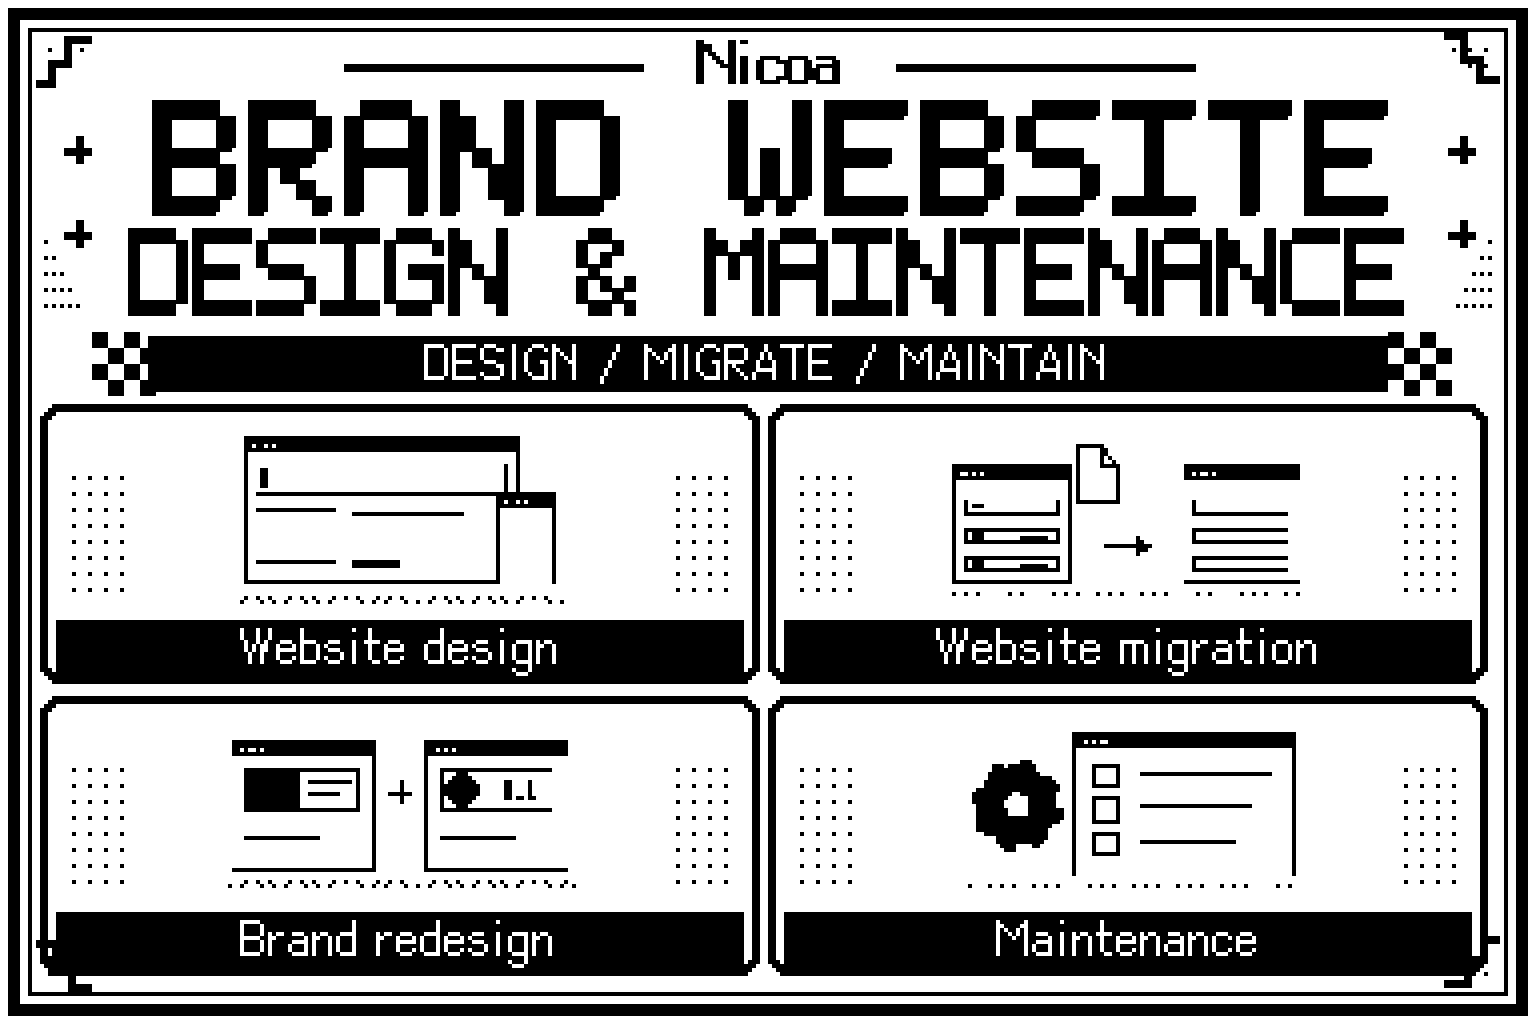 Nicoa
BRAND WEBSITE
DESIGN & MAINTENANCE
DESIGN / MIGRATE / MAINTAIN
Website design
Website migration
Brand redesign
Maintenance